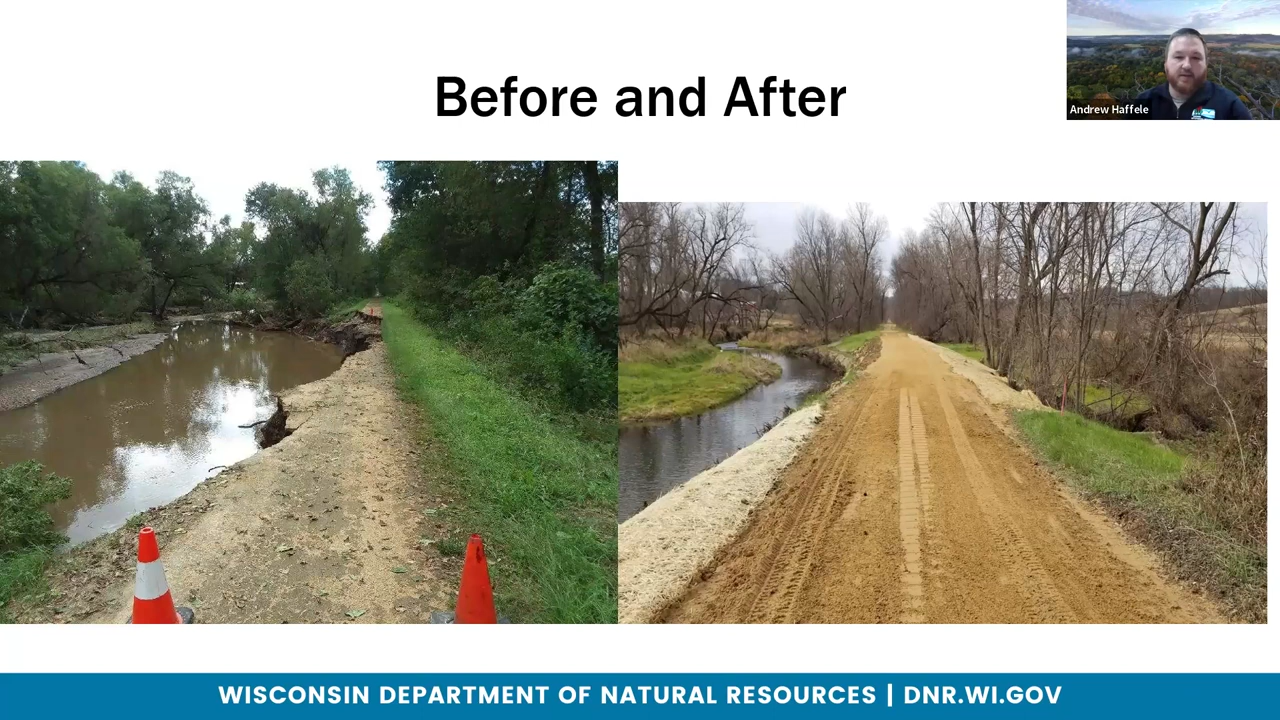 Before and After
Andrew Haffele
WISCONSIN DEPARTMENT OF NATURAL RESOURCES | DNR.WI.GOV